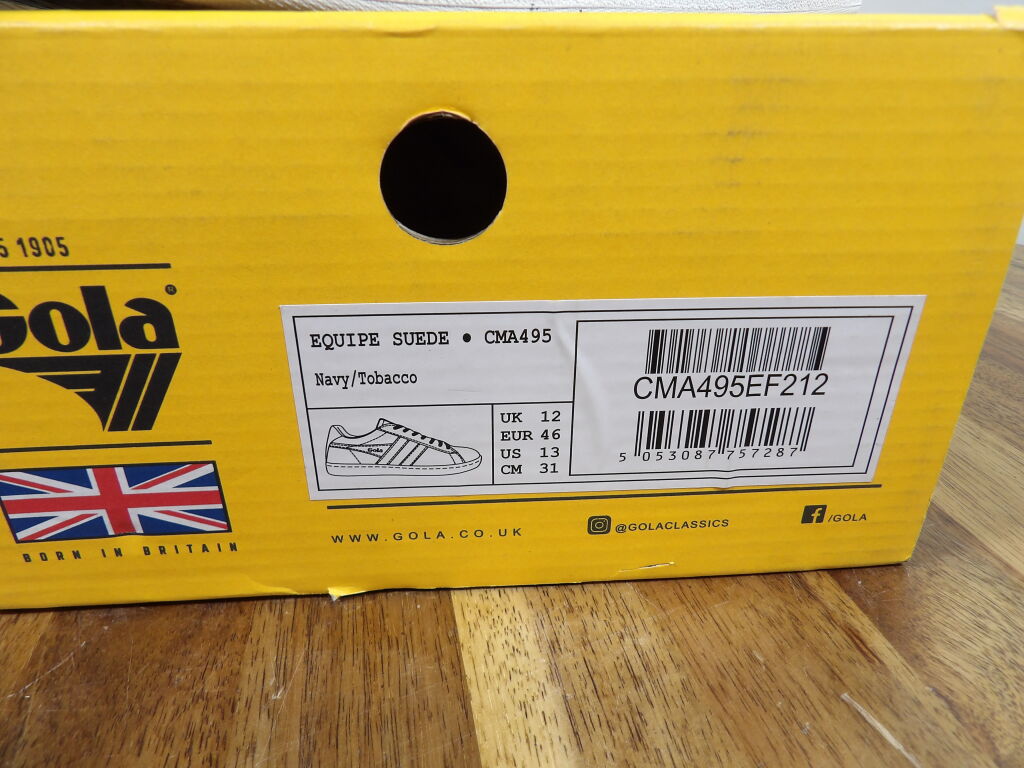 1905
Gola
BORN IN BRITAIN
EQUIPE SUEDE • CMA495
Navy/Tobacco
Gola
UK 12
EUR 46
US 13
CM 31
CMA495EF212
5 053087 757287
WWW.GOLA.CO.UK
@GOLACLASSICS
/GOLA